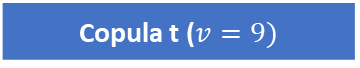 Copula t (v = 9)